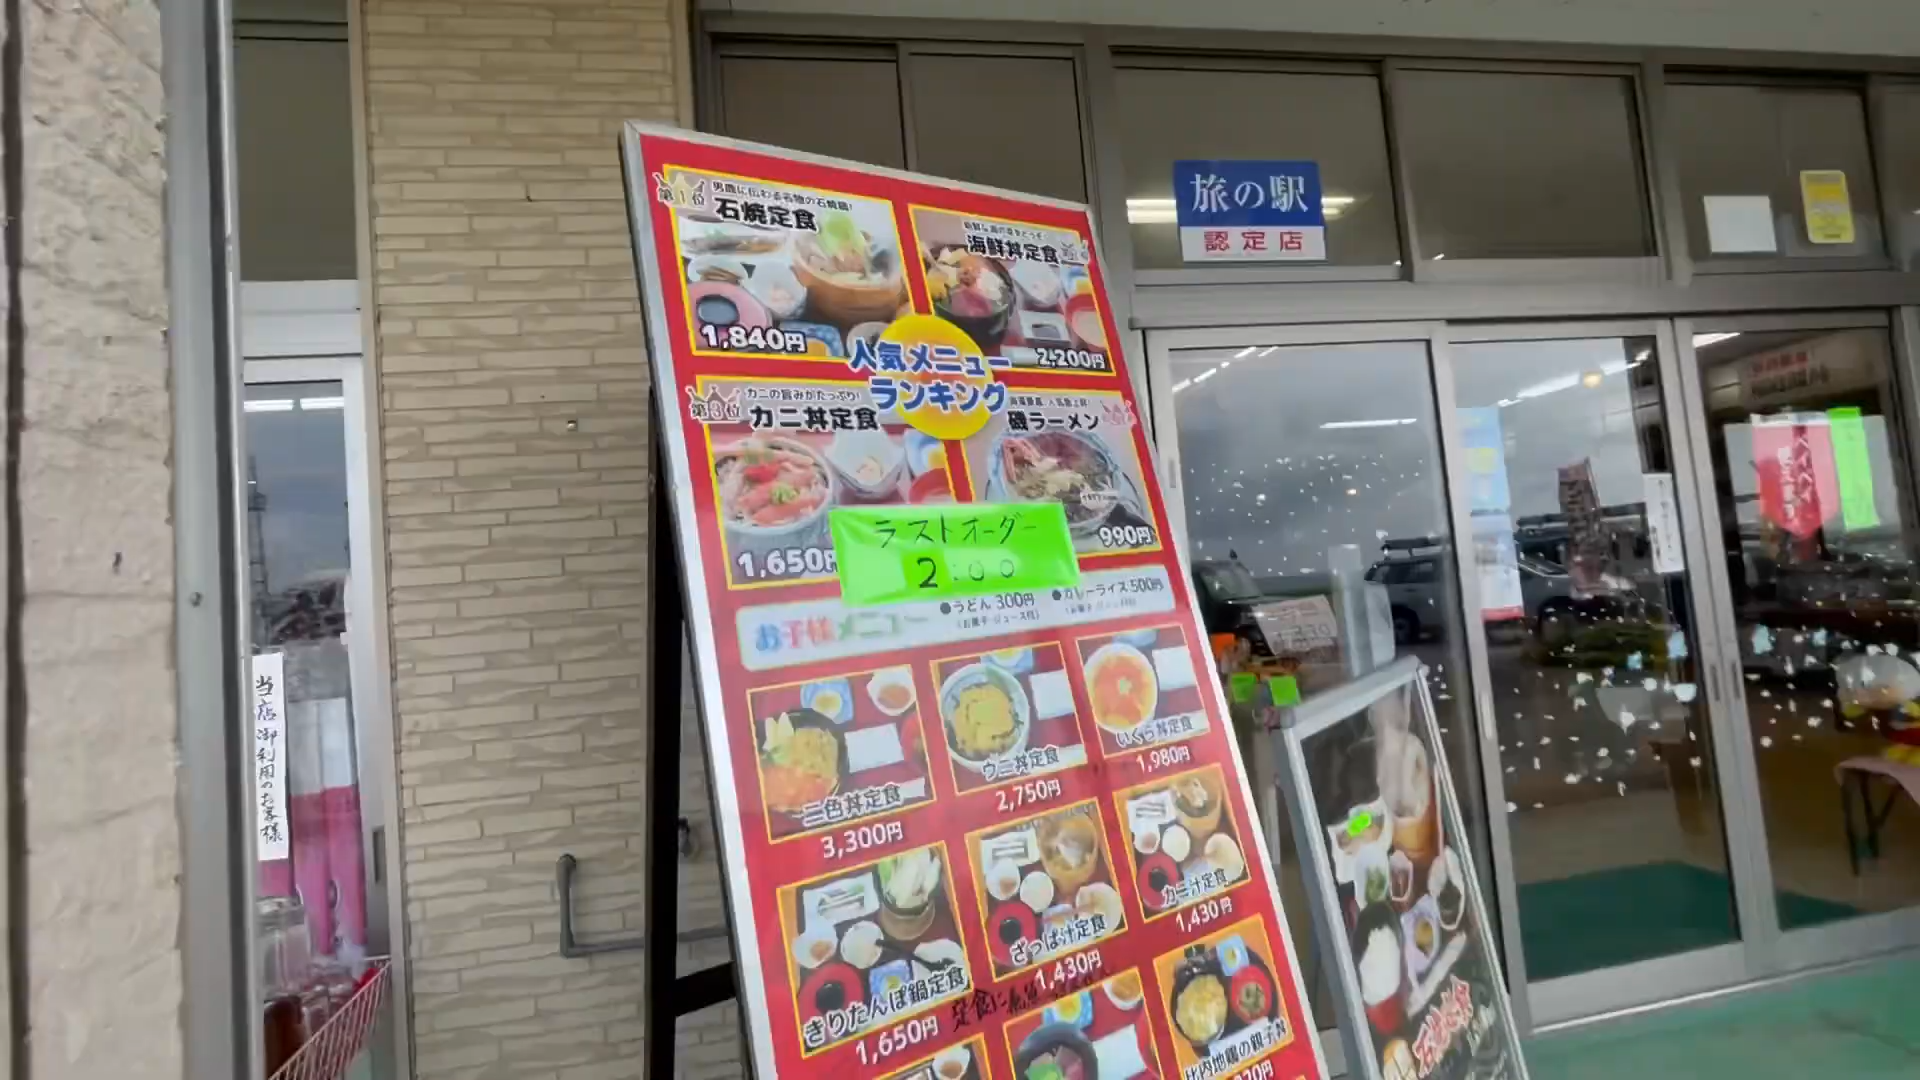 旅の駅
認定店
第1位
男鹿に伝わる名物の石焼鍋!
石焼定食
1,840円
海鮮丼定食
2,200円
人気メニュー
ランキング
第3位
カニの旨みがたっぷり!
カニ丼定食
1,650円
磯ラーメン
990円
ラストオーダー
2:00
お子様メニュー
●うどん 300円
●カレーライス 500円
二色丼定食
3,300円
ウニ丼定食
2,750円
いくら丼定食
1,980円
きりたんぽ鍋定食
1,650円
ざっぱ汁定食
1,430円
カニ汁定食
1,430円
定食に
比内地鶏の親子丼
当店御利用のお客様
石焼定食